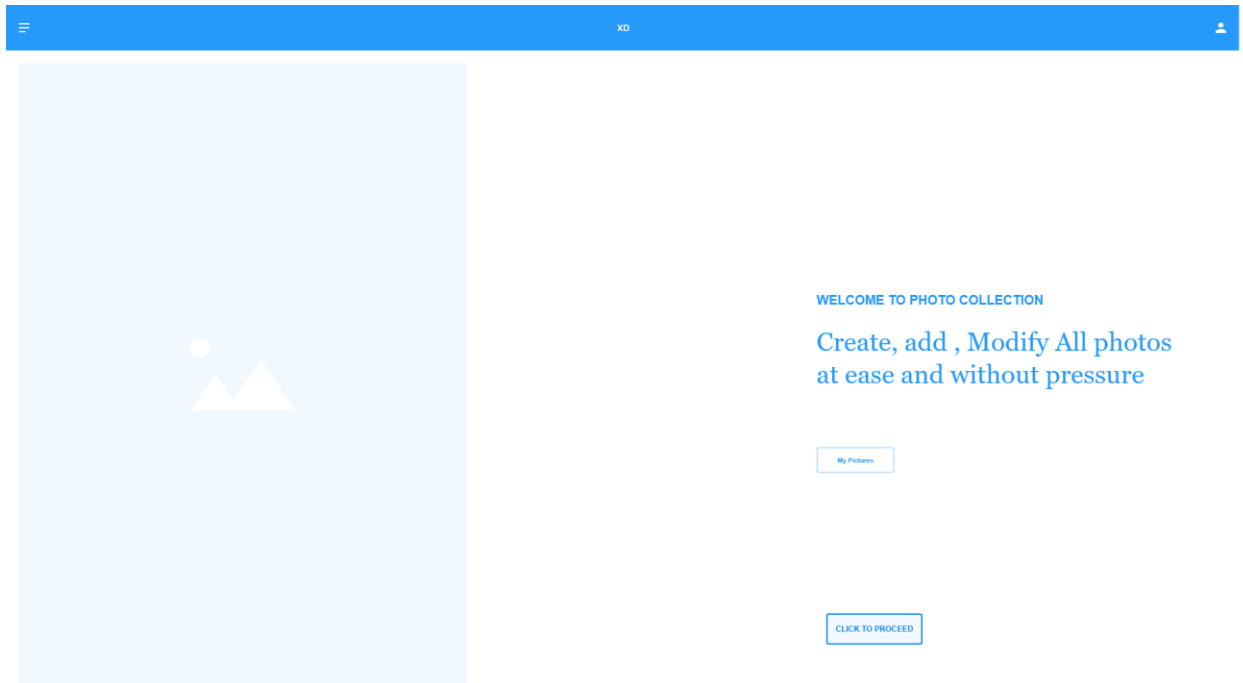 XD
WELCOME TO PHOTO COLLECTION
Create, add , Modify All photos
at ease and without pressure
My Pictures
CLICK TO PROCEED